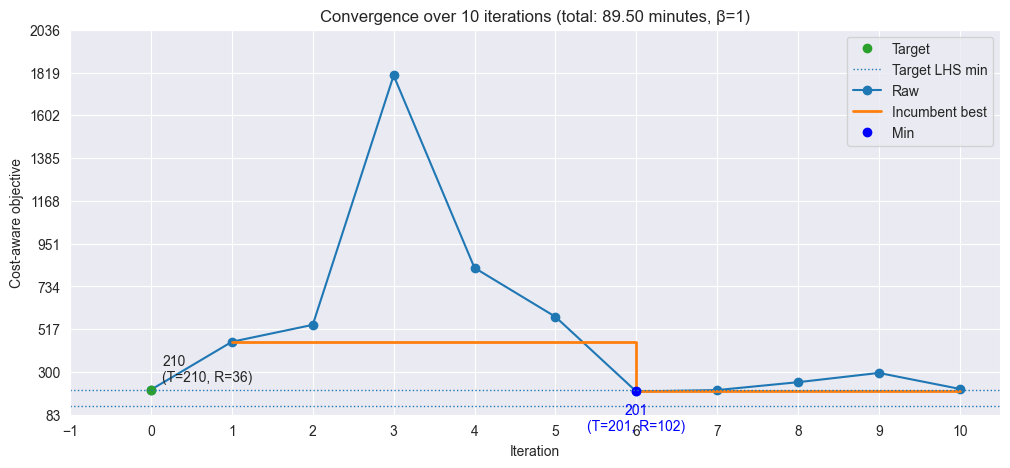 Convergence over 10 iterations (total: 89.50 minutes, β=1)
Cost-aware objective
2036
1819
1602
1385
1168
951
734
517
300
83
Target
Target LHS min
Raw
Incumbent best
Min
210
(T=210, R=36)
201
(T=201, R=102)
−1 0 1 2 3 4 5 6 7 8 9 10
Iteration